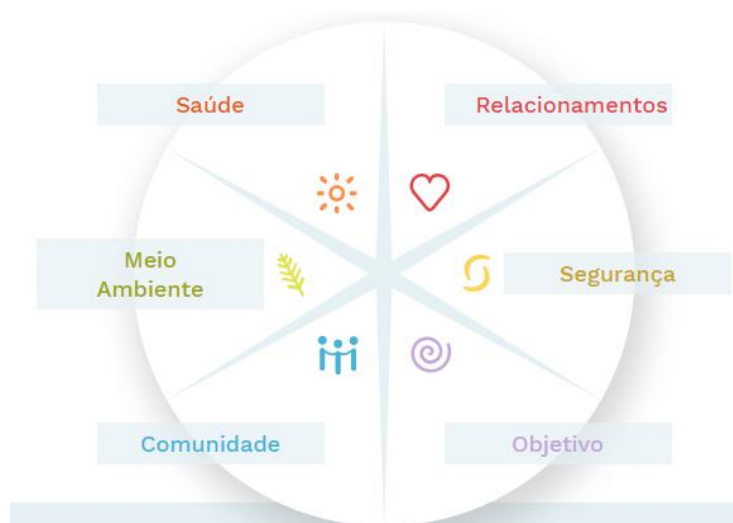 Saúde
Relacionamentos
Meio
Ambiente
Segurança
Comunidade
Objetivo